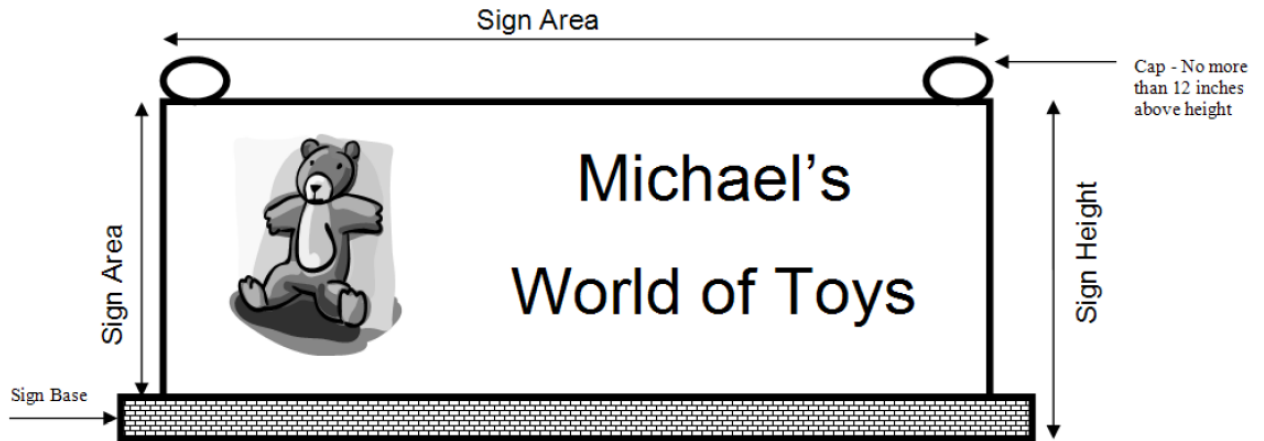 Sign Area
Cap - No more
than 12 inches
above height
Michael's
World of Toys
Sign Area
Sign Height
Sign Base